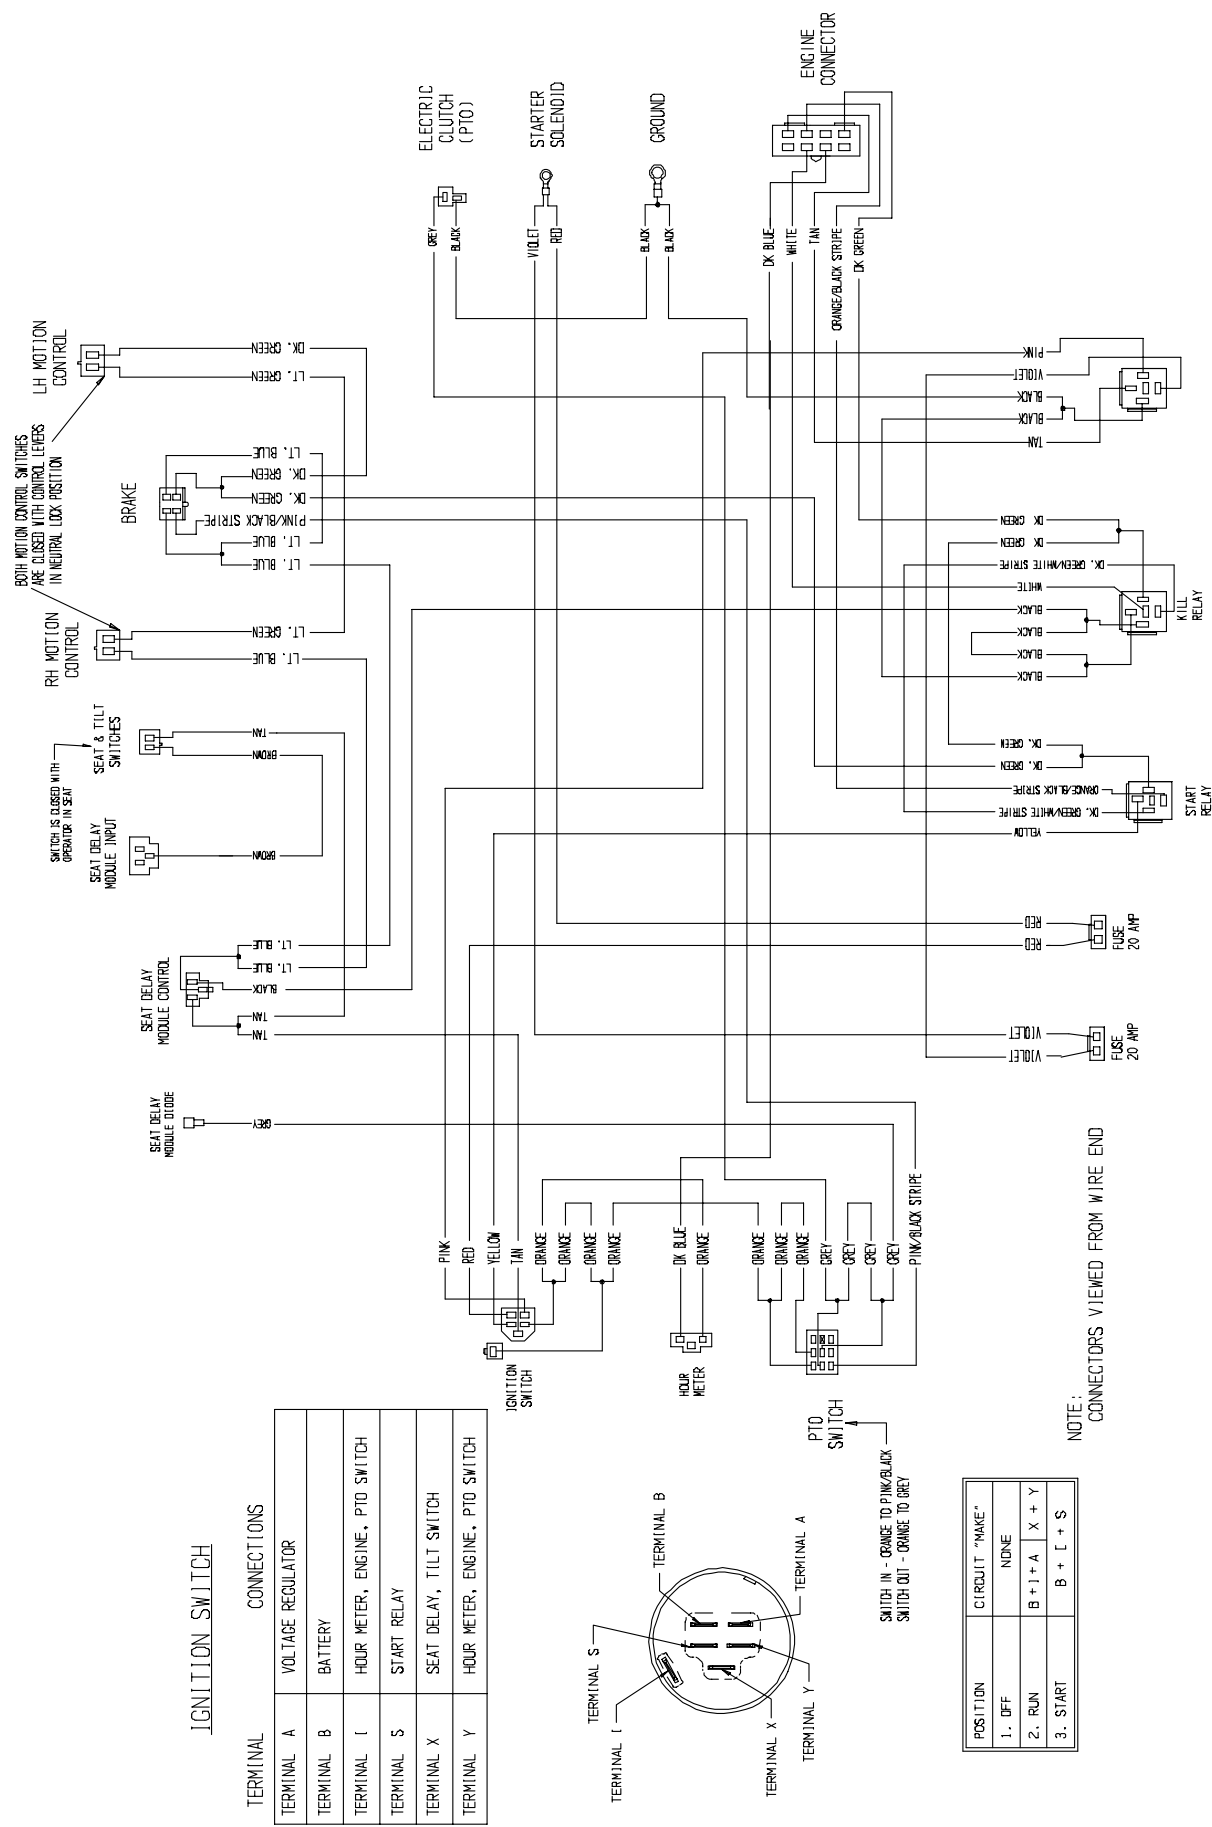 ELECTRIC
CLUTCH
(PTO)
STARTER
SOLENOID
GROUND
ENGINE
CONNECTOR
GREY
BLACK
VIOLET
RED
BLACK
BLACK
DK BLUE
WHITE
TAN
ORANGE/BLACK STRIPE
DK GREEN
LH MOTION
CONTROL
BOTH MOTION CONTROL SWITCHES
ARE CLOSED WITH CONTROL LEVERS
IN NEUTRAL LOCK POSITION
BRAKE
RH MOTION
CONTROL
SEAT & TILT
SWITCHES
SWITCH IS CLOSED WITH
OPERATOR IN SEAT
SEAT DELAY
MODULE INPUT
SEAT DELAY
MODULE CONTROL
SEAT DELAY
MODULE DIODE
DK. GREEN
LT. GREEN
LT. BLUE
DK. GREEN
DK. GREEN
PINK/BLACK STRIPE
LT. BLUE
LT. BLUE
LT. GREEN
LT. BLUE
TAN
BROWN
BROWN
LT. BLUE
LT. BLUE
BLACK
TAN
TAN
GREY
PINK
VIOLET
BLACK
BLACK
TAN
DK GREEN
DK GREEN
DK. GREEN/WHITE STRIPE
WHITE
BLACK
BLACK
BLACK
BLACK
KILL
RELAY
DK. GREEN
DK. GREEN
ORANGE/BLACK STRIPE
DK. GREEN/WHITE STRIPE
YELLOW
START
RELAY
RED
RED
FUSE
20 AMP
VIOLET
VIOLET
FUSE
20 AMP
PINK
RED
YELLOW
TAN
ORANGE
ORANGE
ORANGE
ORANGE
DK BLUE
ORANGE
ORANGE
ORANGE
ORANGE
GREY
GREY
GREY
GREY
PINK/BLACK STRIPE
IGNITION
SWITCH
HOUR
METER
PTO
SWITCH
SWITCH IN - ORANGE TO PINK/BLACK
SWITCH OUT - ORANGE TO GREY
NOTE:
CONNECTORS VIEWED FROM WIRE END
IGNITION SWITCH
TERMINAL CONNECTIONS
TERMINAL A VOLTAGE REGULATOR
TERMINAL B BATTERY
TERMINAL I HOUR METER, ENGINE, PTO SWITCH
TERMINAL S START RELAY
TERMINAL X SEAT DELAY, TILT SWITCH
TERMINAL Y HOUR METER, ENGINE, PTO SWITCH
TERMINAL I
TERMINAL S
TERMINAL B
TERMINAL A
TERMINAL X
TERMINAL Y
POSITION CIRCUIT "MAKE"
1. OFF NONE
2. RUN B+I+A X + Y
3. START B + I + S